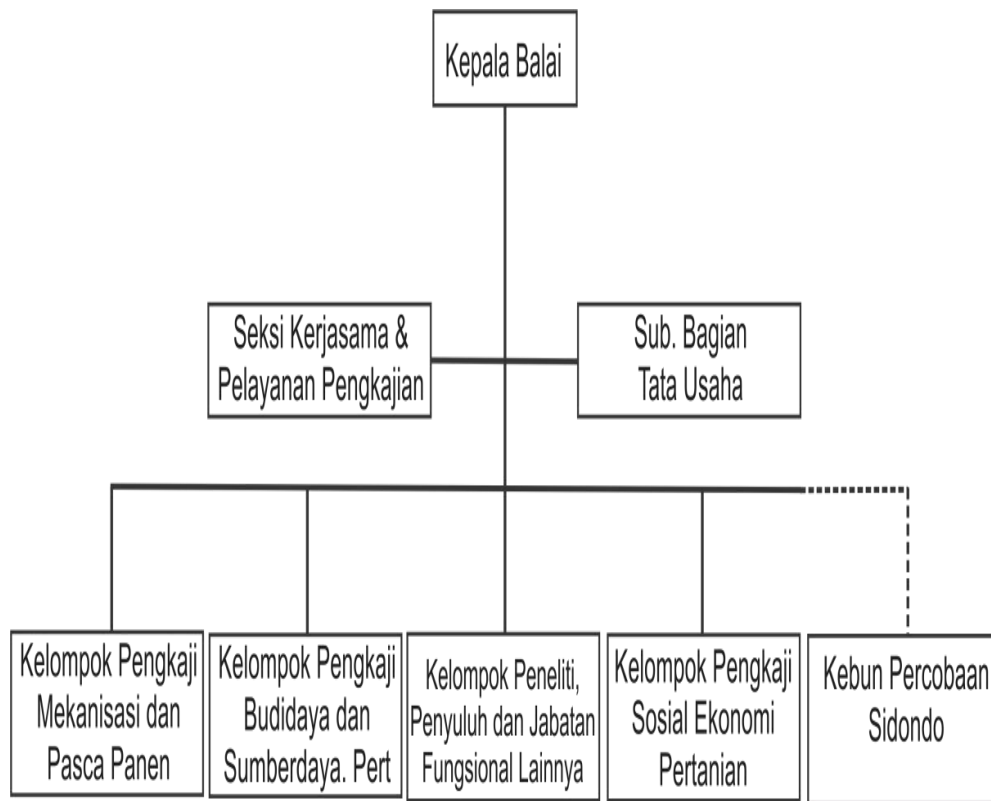 Kepala Balai
Seksi Kerjasama &
Pelayanan Pengkajian
Sub. Bagian
Tata Usaha
Kelompok Pengkaji
Mekanisasi dan
Pasca Panen
Kelompok Pengkaji
Budidaya dan
Sumberdaya. Pert
Kelompok Peneliti,
Penyuluh dan Jabatan
Fungsional Lainnya
Kelompok Pengkaji
Sosial Ekonomi
Pertanian
Kebun Percobaan
Sidondo